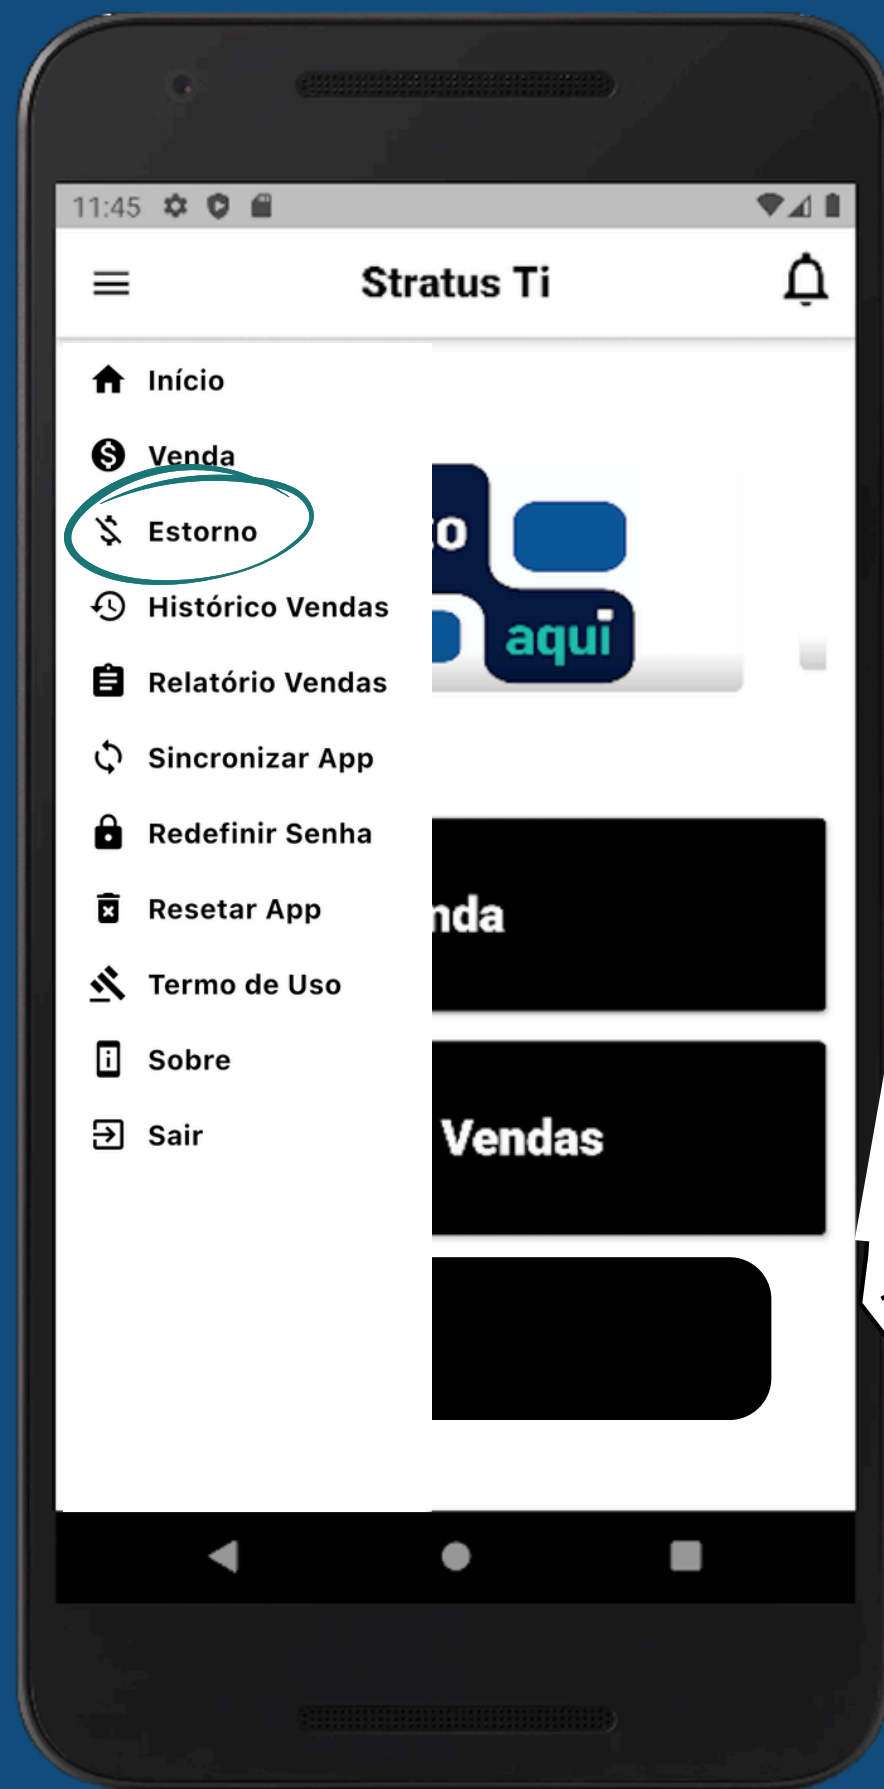 11:45
Stratus Ti
Início
Venda
Estorno
Histórico Vendas
Relatório Vendas
Sincronizar App
Redefinir Senha
Resetar App
Termo de Uso
Sobre
Sair
aqui
Vendas